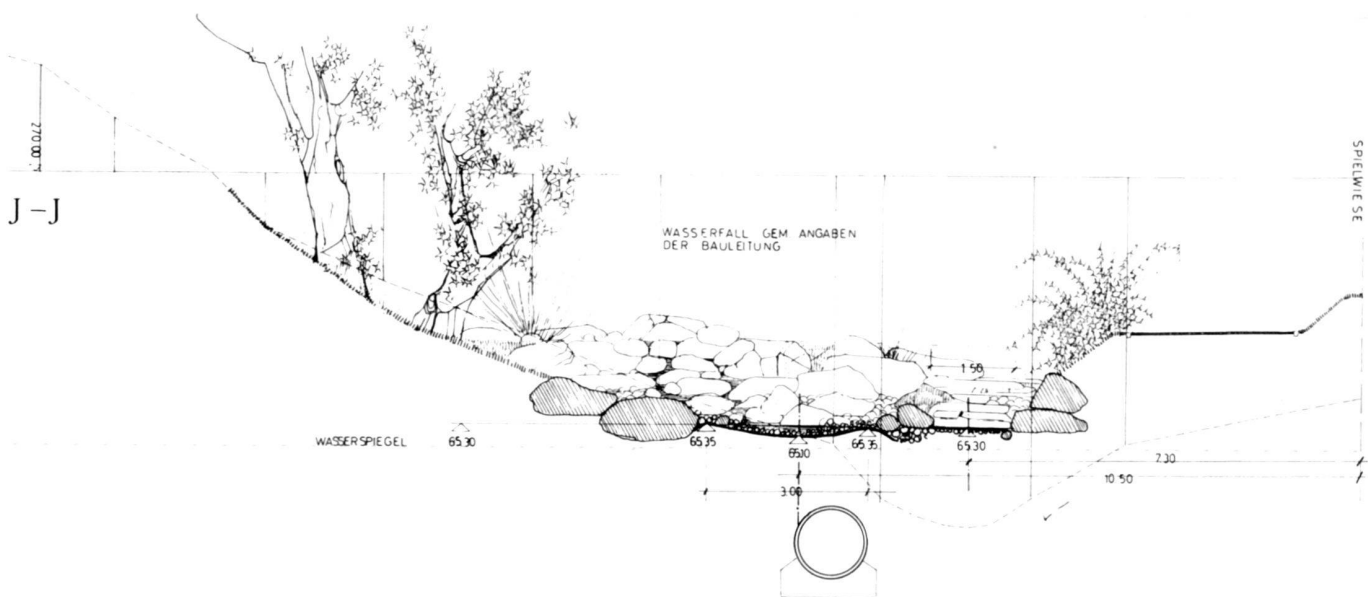 270.00
J – J
WASSERFALL GEM ANGABEN
DER BAULEITUNG
SPIELWIESE
1.50
WASSERSPIEGEL 65.30
65.35
65.10
65.35
65.30
7.30
10.50
3.00